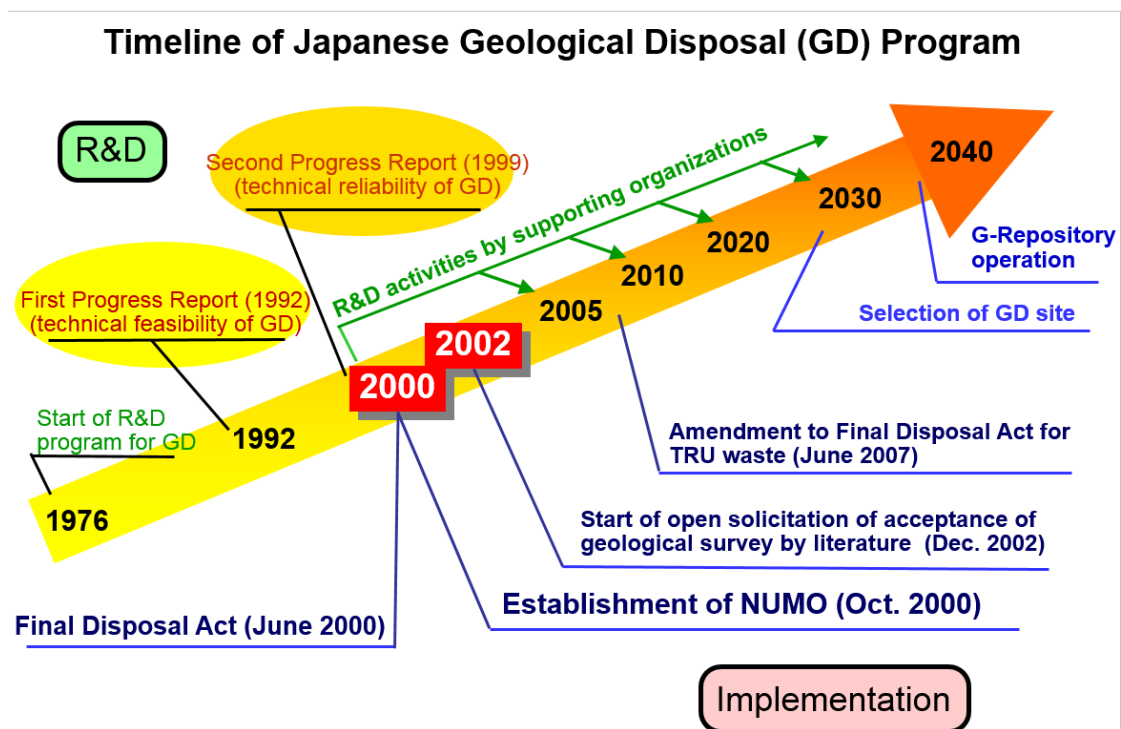 Timeline of Japanese Geological Disposal (GD) Program
R&D
Second Progress Report (1999)
(technical reliability of GD)
R&D activities by supporting organizations
First Progress Report (1992)
(technical feasibility of GD)
Start of R&D
program for GD
1976
1992
2000
2002
2005
2010
2020
2030
2040
G-Repository
operation
Selection of GD site
Amendment to Final Disposal Act for
TRU waste (June 2007)
Start of open solicitation of acceptance of
geological survey by literature (Dec. 2002)
Establishment of NUMO (Oct. 2000)
Final Disposal Act (June 2000)
Implementation